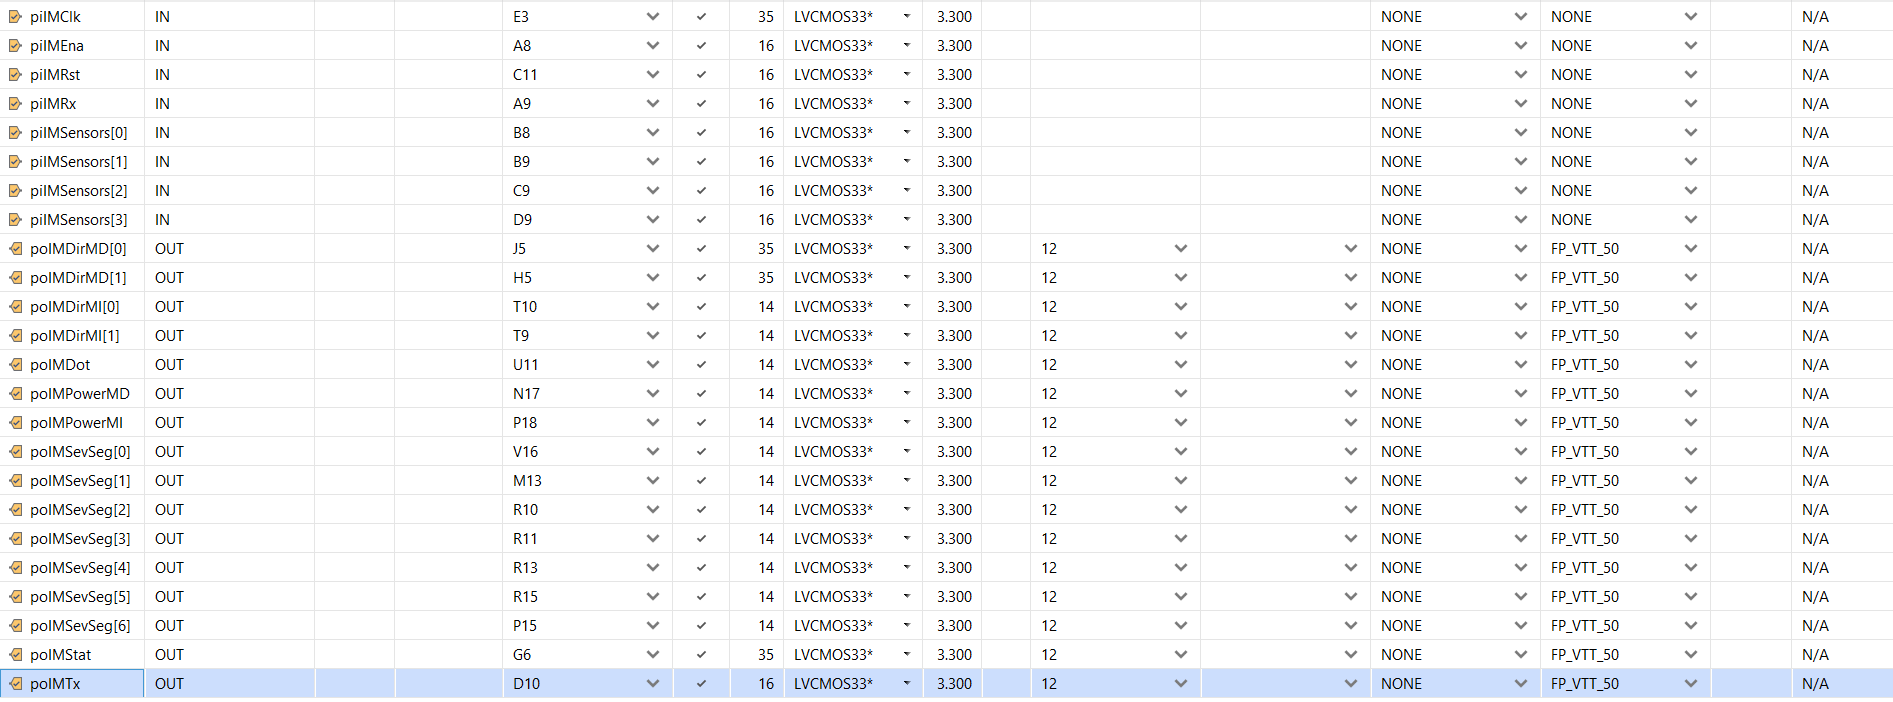 piIMClk IN E3 35 LVCMOS33* 3.300 NONE NONE N/A
piIMEna IN A8 16 LVCMOS33* 3.300 NONE NONE N/A
piIMRst IN C11 16 LVCMOS33* 3.300 NONE NONE N/A
piIMRx IN A9 16 LVCMOS33* 3.300 NONE NONE N/A
piIMSensors[0] IN B8 16 LVCMOS33* 3.300 NONE NONE N/A
piIMSensors[1] IN B9 16 LVCMOS33* 3.300 NONE NONE N/A
piIMSensors[2] IN C9 16 LVCMOS33* 3.300 NONE NONE N/A
piIMSensors[3] IN D9 16 LVCMOS33* 3.300 NONE NONE N/A
poIMDirMD[0] OUT J5 35 LVCMOS33* 3.300 12 NONE FP_VTT_50 N/A
poIMDirMD[1] OUT H5 35 LVCMOS33* 3.300 12 NONE FP_VTT_50 N/A
poIMDirMI[0] OUT T10 14 LVCMOS33* 3.300 12 NONE FP_VTT_50 N/A
poIMDirMI[1] OUT T9 14 LVCMOS33* 3.300 12 NONE FP_VTT_50 N/A
poIMDot OUT U11 14 LVCMOS33* 3.300 12 NONE FP_VTT_50 N/A
poIMPowerMD OUT N17 14 LVCMOS33* 3.300 12 NONE FP_VTT_50 N/A
poIMPowerMI OUT P18 14 LVCMOS33* 3.300 12 NONE FP_VTT_50 N/A
poIMSevSeg[0] OUT V16 14 LVCMOS33* 3.300 12 NONE FP_VTT_50 N/A
poIMSevSeg[1] OUT M13 14 LVCMOS33* 3.300 12 NONE FP_VTT_50 N/A
poIMSevSeg[2] OUT R10 14 LVCMOS33* 3.300 12 NONE FP_VTT_50 N/A
poIMSevSeg[3] OUT R11 14 LVCMOS33* 3.300 12 NONE FP_VTT_50 N/A
poIMSevSeg[4] OUT R13 14 LVCMOS33* 3.300 12 NONE FP_VTT_50 N/A
poIMSevSeg[5] OUT R15 14 LVCMOS33* 3.300 12 NONE FP_VTT_50 N/A
poIMSevSeg[6] OUT P15 14 LVCMOS33* 3.300 12 NONE FP_VTT_50 N/A
poIMStat OUT G6 35 LVCMOS33* 3.300 12 NONE FP_VTT_50 N/A
poIMTx OUT D10 16 LVCMOS33* 3.300 12 NONE FP_VTT_50 N/A